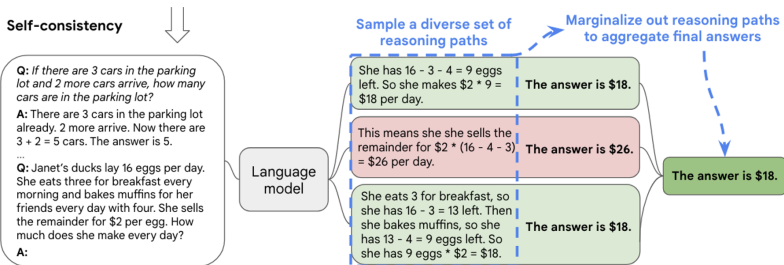 Self-consistency
Sample a diverse set of
reasoning paths
Marginalize out reasoning paths
to aggregate final answers
Q: If there are 3 cars in the parking
lot and 2 more cars arrive, how many
cars are in the parking lot?
A: There are 3 cars in the parking lot
already. 2 more arrive. Now there are
3 + 2 = 5 cars. The answer is 5.
...
Q: Janet's ducks lay 16 eggs per day.
She eats three for breakfast every
morning and bakes muffins for her
friends every day with four. She sells
the remainder for $2 per egg. How
much does she make every day?
A:
Language
model
She has 16 - 3 - 4 = 9 eggs
left. So she makes $2 * 9 =
$18 per day.
The answer is $18.
This means she she sells the
remainder for $2 * (16 - 4 - 3)
= $26 per day.
The answer is $26.
She eats 3 for breakfast, so
she has 16 - 3 = 13 left. Then
she bakes muffins, so she
has 13 - 4 = 9 eggs left. So
she has 9 eggs * $2 = $18.
The answer is $18.
The answer is $18.